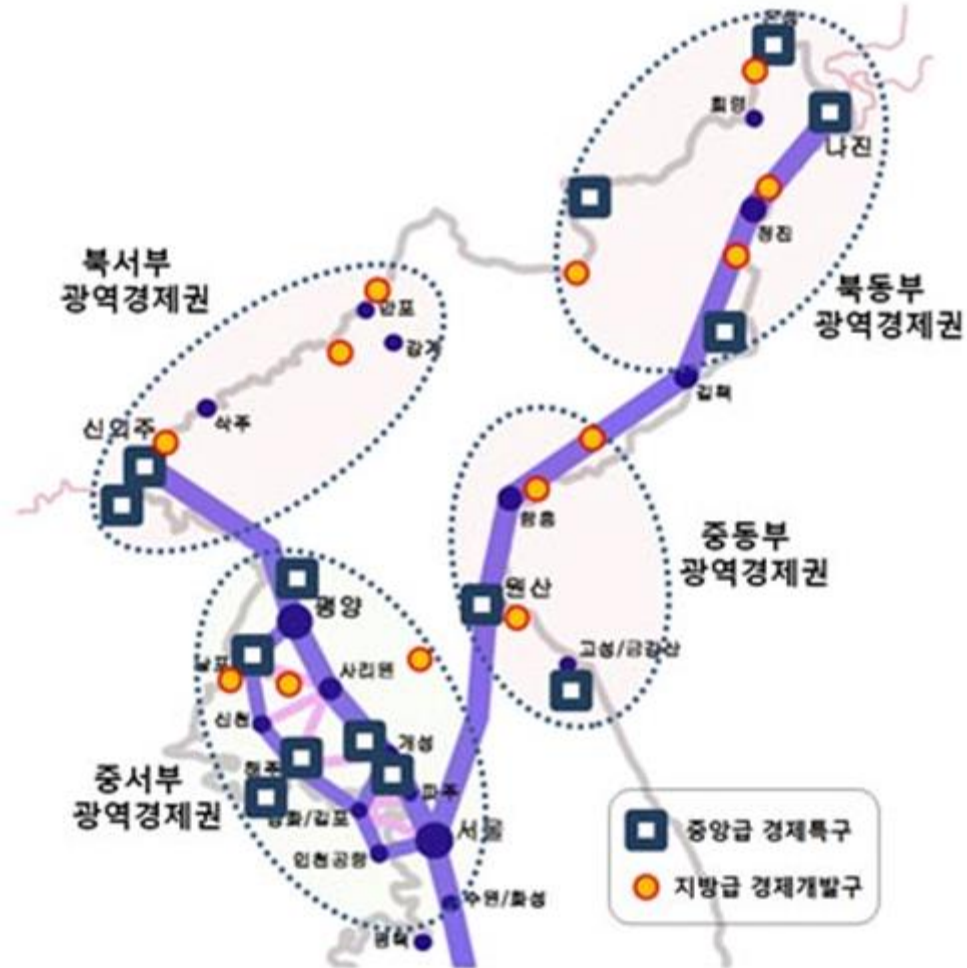 온성
회령
나진
청진
북서부
광역경제권
만포
강계
북동부
광역경제권
김책
신의주
삭주
함흥
중동부
광역경제권
원산
평양
고성/금강산
남포
사리원
신천
개성
해주
파주
중서부
광역경제권
강화/김포
서울
인천공항
중앙급 경제특구
지방급 경제개발구
수원/화성
평택